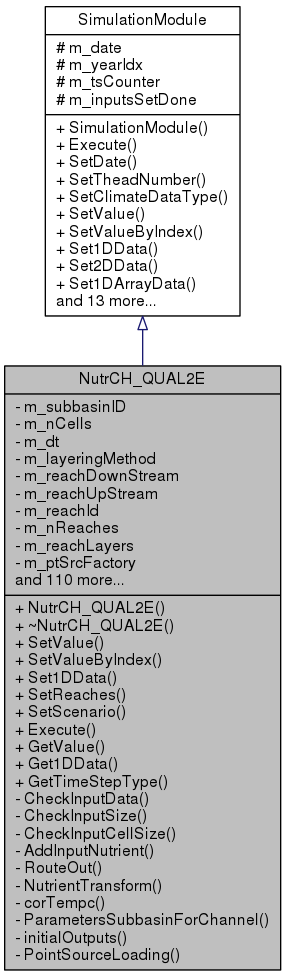 SimulationModule
# m_date
# m_yearIdx
# m_tsCounter
# m_inputsSetDone
+ SimulationModule()
+ Execute()
+ SetDate()
+ SetTheadNumber()
+ SetClimateDataType()
+ SetValue()
+ SetValueByIndex()
+ Set1DData()
+ Set2DData()
+ Set1DArrayData()
and 13 more...
NutrCH_QUAL2E
- m_subbasinID
- m_nCells
- m_dt
- m_layeringMethod
- m_reachDownStream
- m_reachUpStream
- m_reachId
- m_nReaches
- m_reachLayers
- m_ptSrcFactory
and 110 more...
+ NutrCH_QUAL2E()
+ ~NutrCH_QUAL2E()
+ SetValue()
+ SetValueByIndex()
+ Set1DData()
+ SetReaches()
+ SetScenario()
+ Execute()
+ GetValue()
+ Get1DData()
+ GetTimeStepType()
- CheckInputData()
- CheckInputSize()
- CheckInputCellSize()
- AddInputNutrient()
- RouteOut()
- NutrientTransform()
- corTempc()
- ParametersSubbasinForChannel()
- initialOutputs()
- PointSourceLoading()